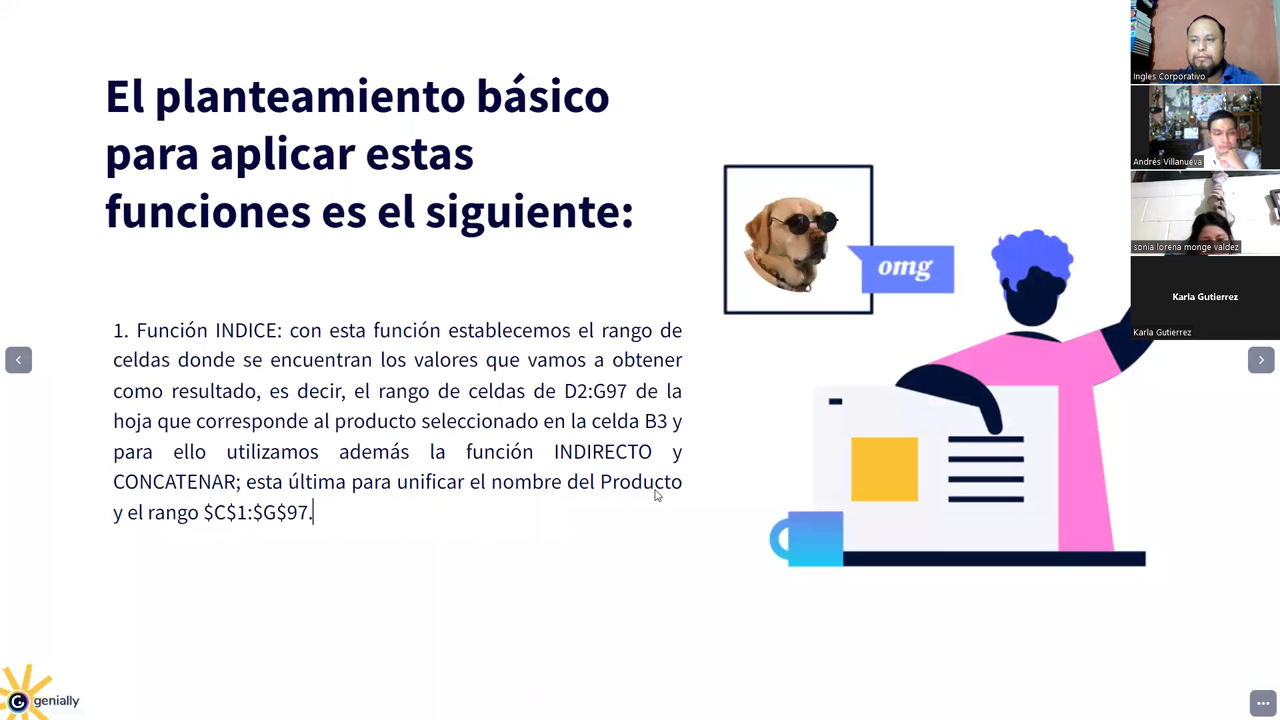 El planteamiento básico
para aplicar estas
funciones es el siguiente:
1. Función INDICE: con esta función establecemos el rango de
celdas donde se encuentran los valores que vamos a obtener
como resultado, es decir, el rango de celdas de D2:G97 de la
hoja que corresponde al producto seleccionado en la celda B3 y
para ello utilizamos además la función INDIRECTO y
CONCATENAR; esta última para unificar el nombre del Producto
y el rango $C$1:$G$97.
omg
Ingles Corporativo
Andrés Villanueva
sonia lorena monge valdez
Karla Gutierrez
Karla Gutierrez
genially